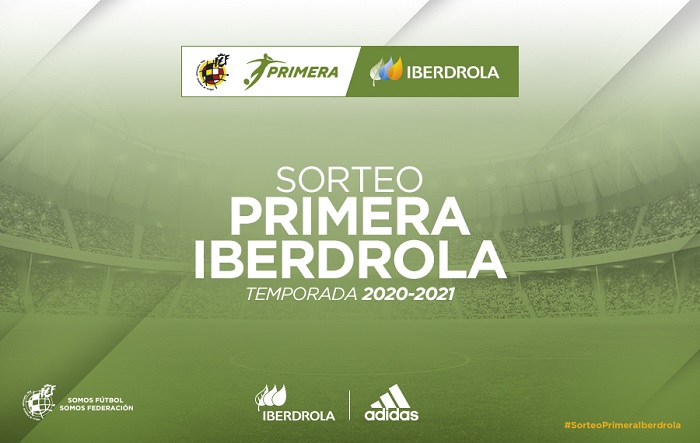 PRIMERA
IBERDROLA
SORTEO
PRIMERA
IBERDROLA
TEMPORADA 2020-2021
SOMOS FÚTBOL
SOMOS FEDERACIÓN
IBERDROLA
adidas
#SorteoPrimeraIberdrola